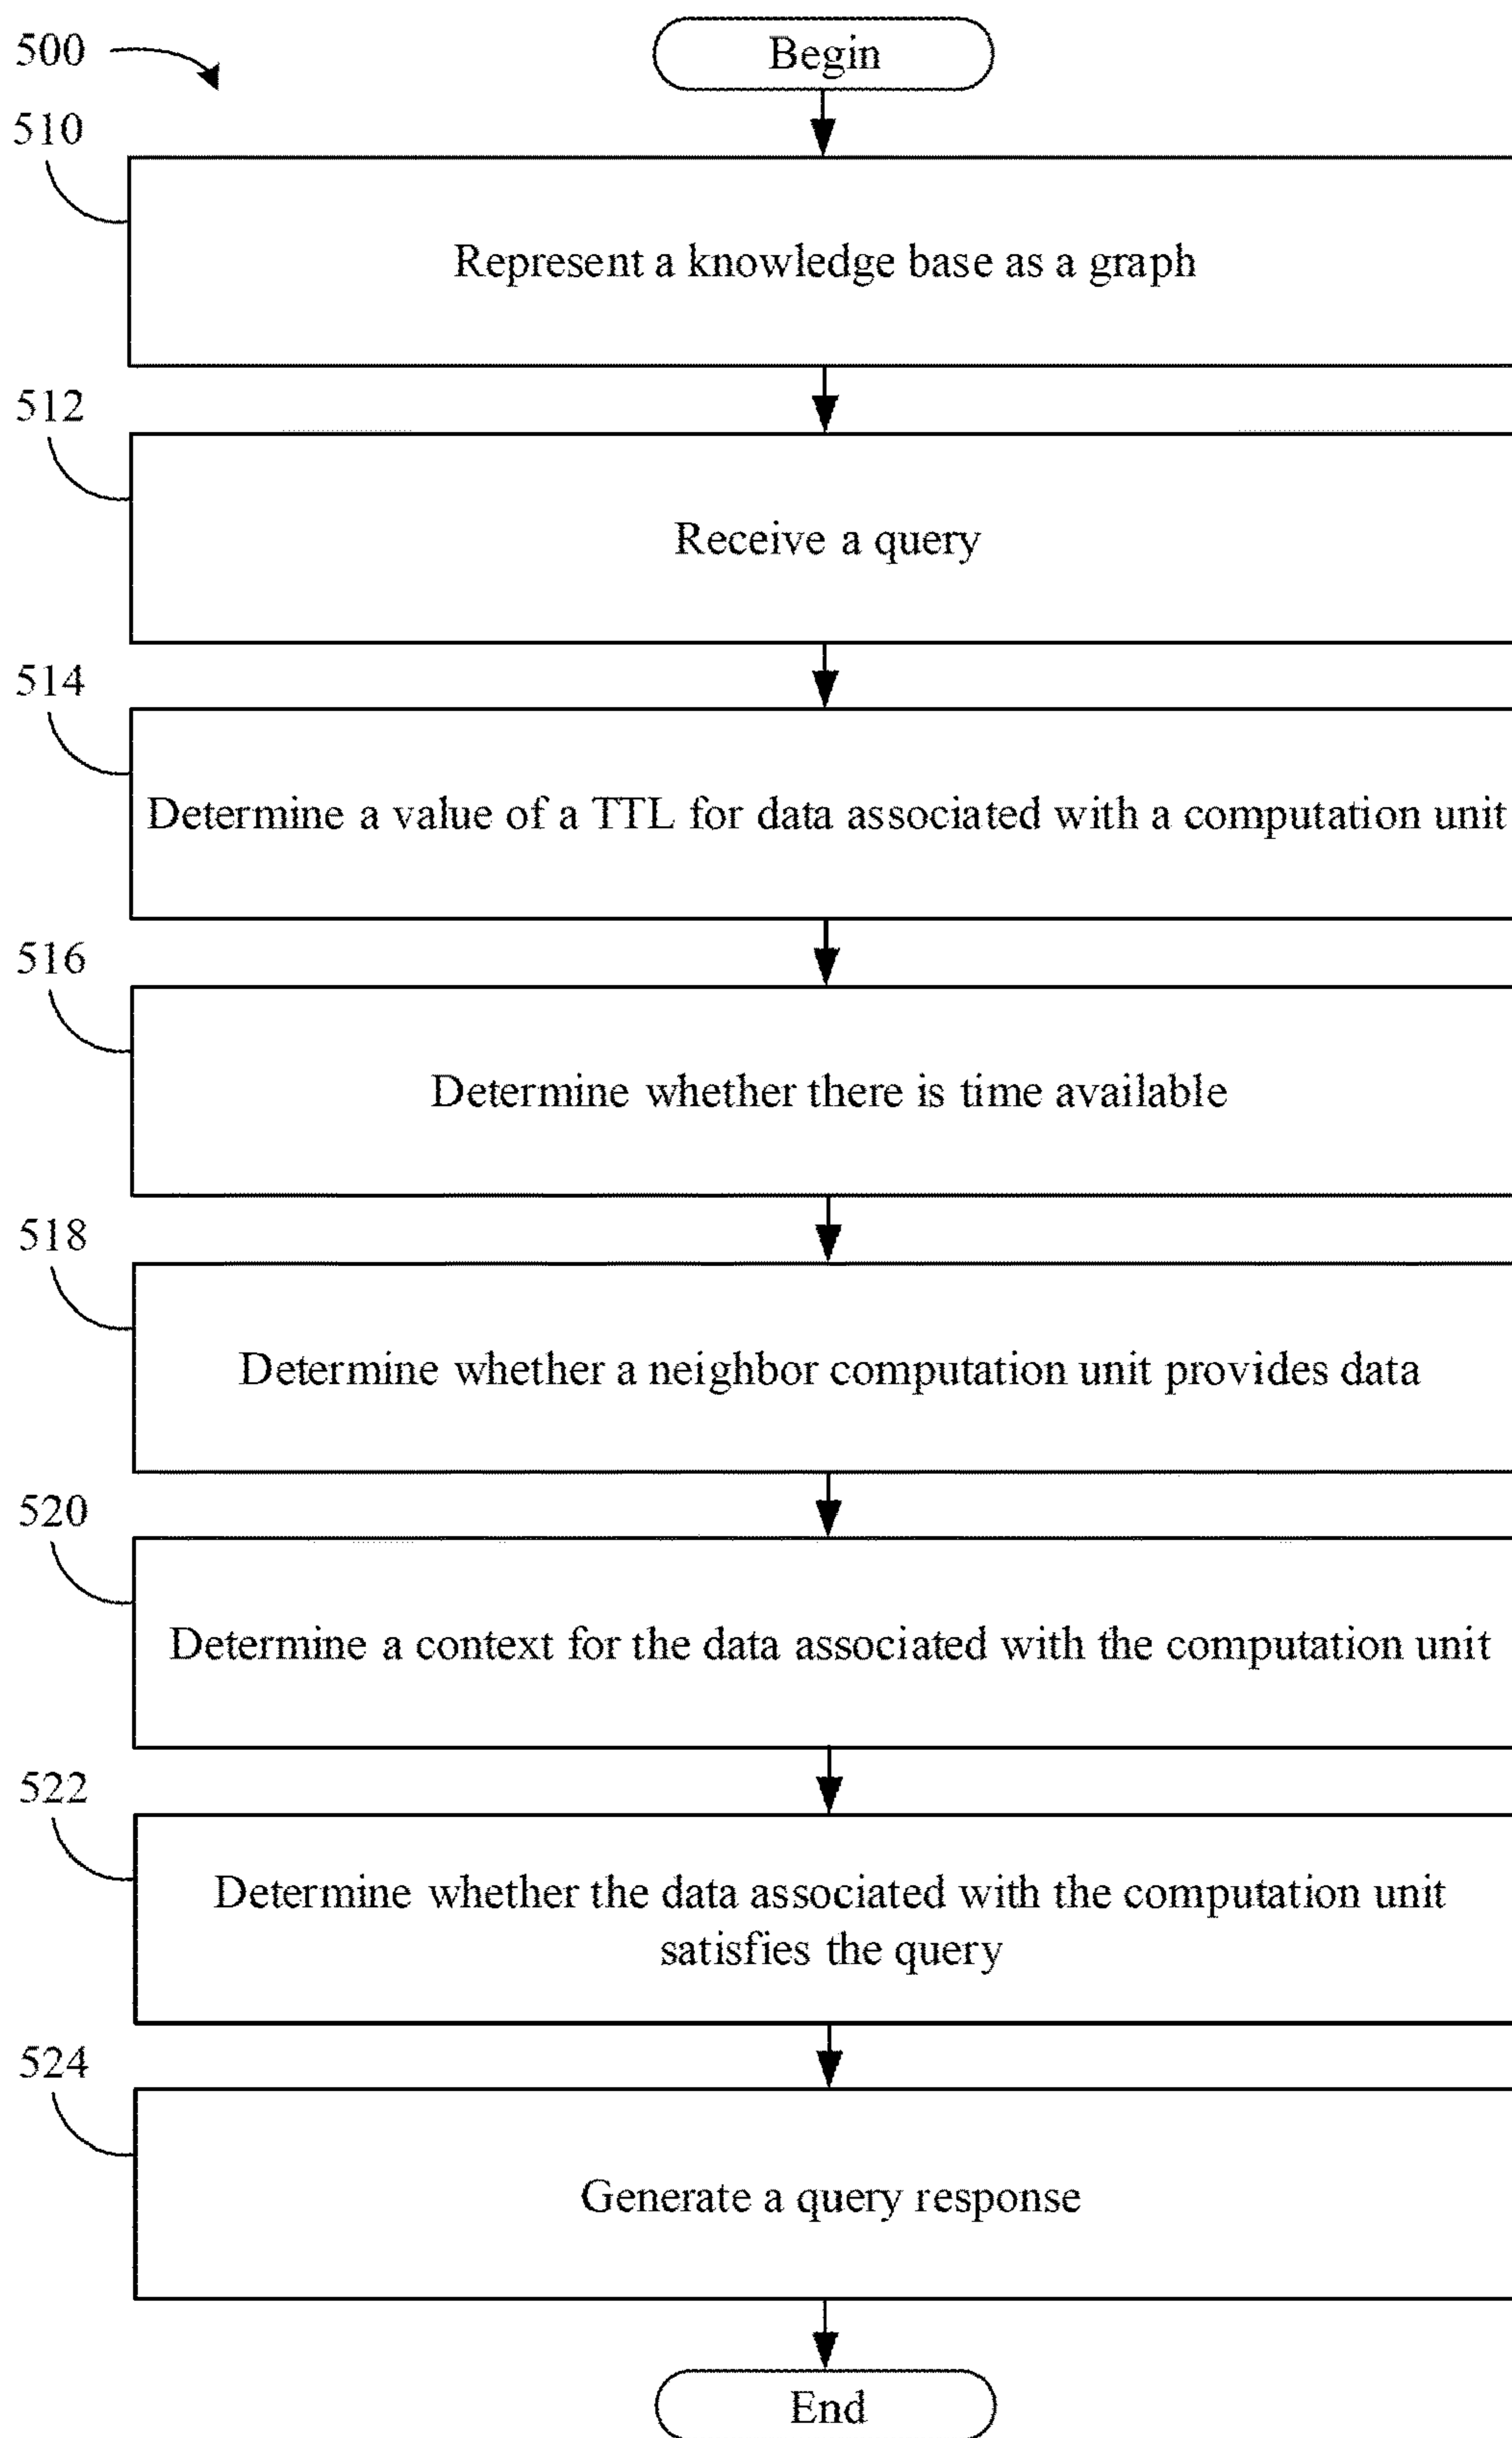 500
Begin
510
Represent a knowledge base as a graph
512
Receive a query
514
Determine a value of a TTL for data associated with a computation unit
516
Determine whether there is time available
518
Determine whether a neighbor computation unit provides data
520
Determine a context for the data associated with the computation unit
522
Determine whether the data associated with the computation unit
satisfies the query
524
Generate a query response
End